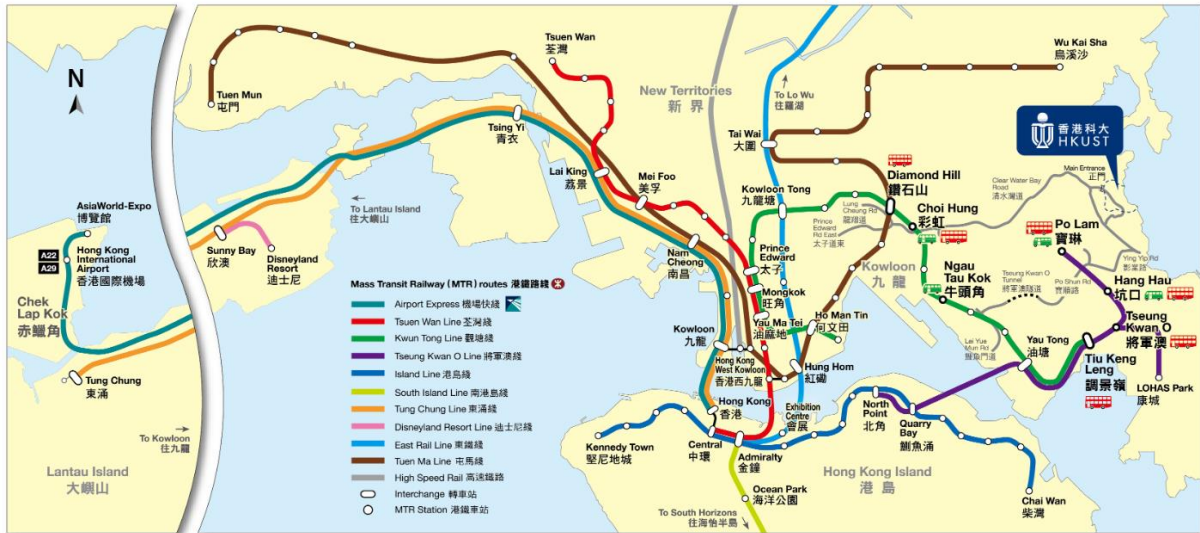 N
Tuen Mun
屯門
Tsuen Wan
荃灣
New Territories
新界
To Lo Wu
往羅湖
Wu Kai Sha
烏溪沙
香港科大
HKUST
Tsing Yi
青衣
Tai Wai
大圍
Lai King
荔景
Mei Foo
美孚
Kowloon Tong
九龍塘
Diamond Hill
鑽石山
Clear Water Bay
Road
清水灣道
Main Entrance
正門
Lung
Cheung Rd
龍翔道
Choi Hung
彩虹
Prince
Edward
Rd East
太子道東
Po Lam
寶琳
AsiaWorld-Expo
博覽館
To Lantau Island
往大嶼山
A22
A29
Hong Kong
International
Airport
香港國際機場
Sunny Bay
欣澳
Disneyland
Resort
迪士尼
Nam
Cheong
南昌
Prince
Edward
太子
Kowloon
九龍
Ying Yip Rd
影業路
Chek
Lap Kok
赤鱲角
Mongkok
旺角
Ngau
Tau Kok
牛頭角
Tseung Kwan O
Tunnel
將軍澳隧道
Po Shun Rd
寶順路
Hang Hau
坑口
Mass Transit Railway (MTR) routes 港鐵路綫
Airport Express 機場快綫
Tsuen Wan Line 荃灣綫
Kwun Tong Line 觀塘綫
Tseung Kwan O Line 將軍澳綫
Island Line 港島綫
South Island Line 南港島綫
Tung Chung Line 東涌綫
Disneyland Resort Line 迪士尼綫
East Rail Line 東鐵綫
Tuen Ma Line 屯馬綫
High Speed Rail 高速鐵路
Interchange 轉車站
MTR Station 港鐵車站
Yau Ma Tei
油麻地
Ho Man Tin
何文田
Tseung
Kwan O
將軍澳
Kowloon
九龍
Hong Kong
West Kowloon
香港西九龍
Lei Yue
Mun Rd
鯉魚門道
Yau Tong
油塘
Tiu Keng
Leng
調景嶺
Hung Hom
紅磡
LOHAS Park
康城
Tung Chung
東涌
Hong Kong
香港
Exhibition
Centre
會展
North
Point
北角
Quarry
Bay
鰂魚涌
To Kowloon
往九龍
Kennedy Town
堅尼地城
Central
中環
Admiralty
金鐘
Lantau Island
大嶼山
Hong Kong Island
港島
Ocean Park
海洋公園
Chai Wan
柴灣
To South Horizons
往海怡半島